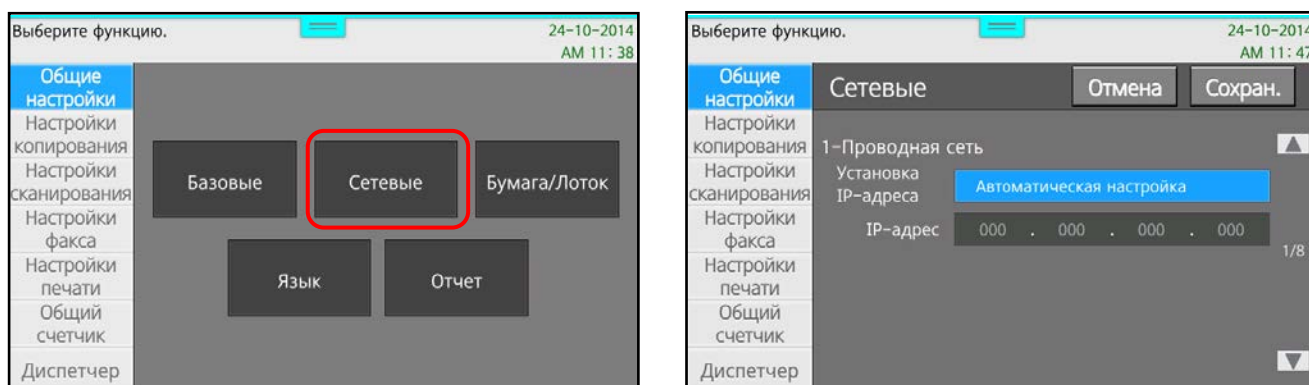 Выберите функцию.
24-10-2014
AM 11:38
Общие
настройки
Настройки
копирования
Настройки
сканирования
Настройки
факса
Настройки
печати
Общий
счетчик
Диспетчер
Базовые
Сетевые
Бумага/Лоток
Язык
Отчет
Выберите функцию.
24-10-2014
AM 11:47
Общие
настройки
Настройки
копирования
Настройки
сканирования
Настройки
факса
Настройки
печати
Общий
счетчик
Диспетчер
Сетевые
Отмена
Сохран.
1-Проводная сеть
Установка
IP-адреса
Автоматическая настройка
IP-адрес 000 . 000 . 000 . 000
1/8